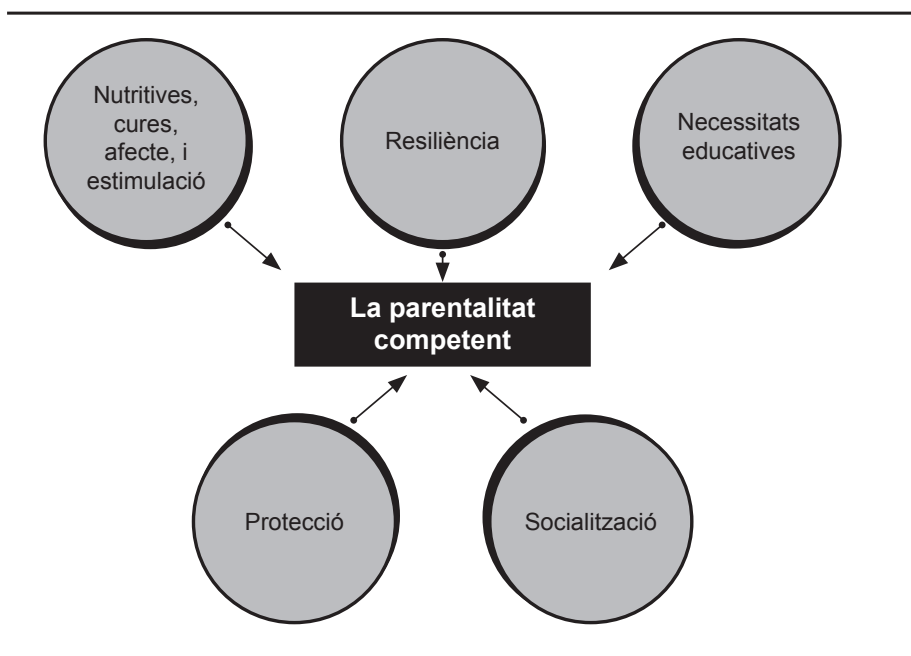 Nutritives,
cures,
afecte, i
estimulació
Resiliència
Necessitats
educatives
La parentalitat
competent
Protecció
Socialització